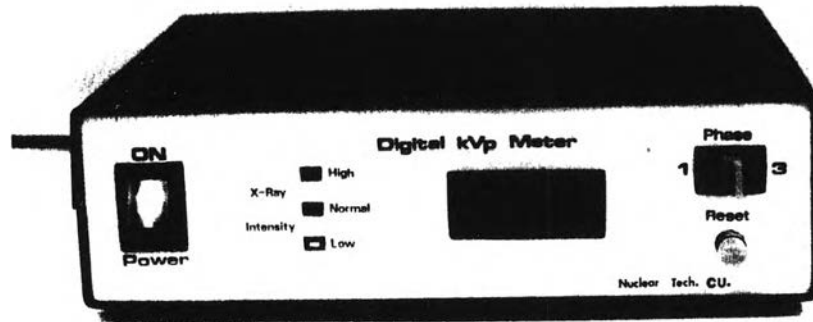 Digital kVp Meter
ON
Power
X-Ray
Intensity
High
Normal
Low
Phase
1 3
Reset
Nuclear Tech. CU.